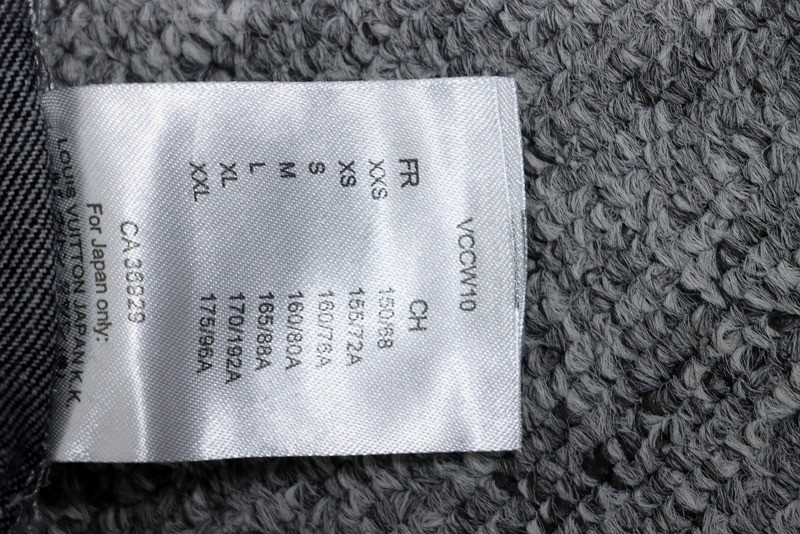 VCCW10
FR CH
XXS 150/68
XS 155/72A
S 160/76A
M 160/80A
L 165/88A
XL 170/192A
XXL 175/96A
CA 36929
For Japan only:
LOUIS VUITTON JAPAN K.K.